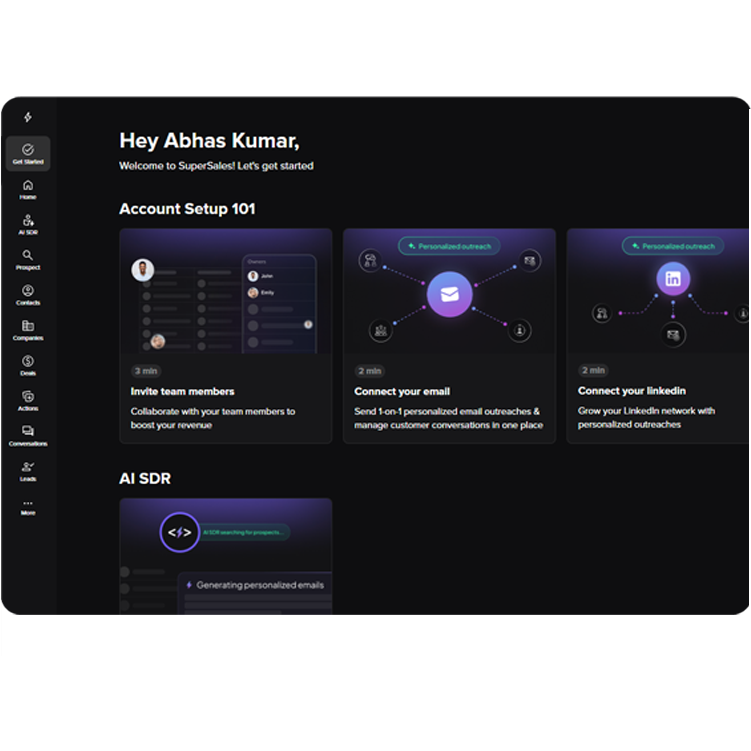 Hey Abhas Kumar,
Welcome to SuperSales! Let's get started
Get Started
Home
AI SDR
Prospect
Contacts
Companies
Deals
Actions
Conversations
Leads
More
Account Setup 101
John
Emily
3 min
Invite team members
Collaborate with your team members to
boost your revenue
Personalized outreach
2 min
Connect your email
Send 1-on-1 personalized email outreaches &
manage customer conversations in one place
Personalized outreach
in
2 min
Connect your linkedin
Grow your LinkedIn network with
personalized outreaches
AI SDR
</>
AI SDR searching for prospects...
Generating personalized emails